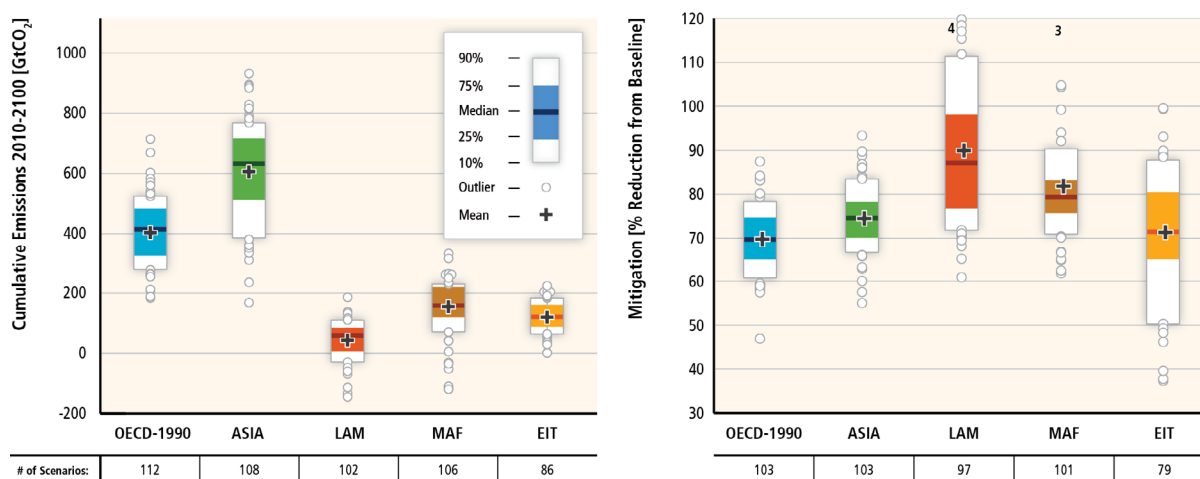 Cumulative Emissions 2010-2100 [GtCO₂]
1000
800
600
400
200
0
-200
90%
75%
Median
25%
10%
Outlier
Mean
OECD-1990 ASIA LAM MAF EIT
# of Scenarios: 112 108 102 106 86
Mitigation [% Reduction from Baseline]
120
110
100
90
80
70
60
50
40
30
4 3
OECD-1990 ASIA LAM MAF EIT
103 103 97 101 79